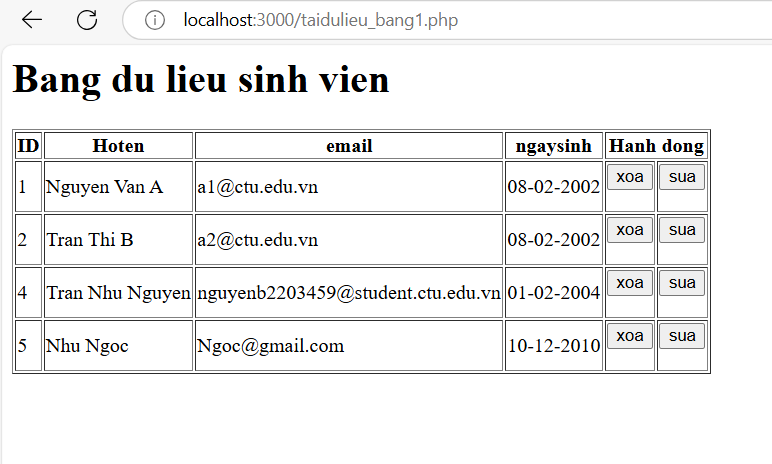 localhost:3000/taidulieu_bang1.php
Bang du lieu sinh vien
ID Hoten email ngaysinh Hanh dong
1 Nguyen Van A a1@ctu.edu.vn 08-02-2002 xoa sua
2 Tran Thi B a2@ctu.edu.vn 08-02-2002 xoa sua
4 Tran Nhu Nguyen nguyenb2203459@student.ctu.edu.vn 01-02-2004 xoa sua
5 Nhu Ngoc Ngoc@gmail.com 10-12-2010 xoa sua